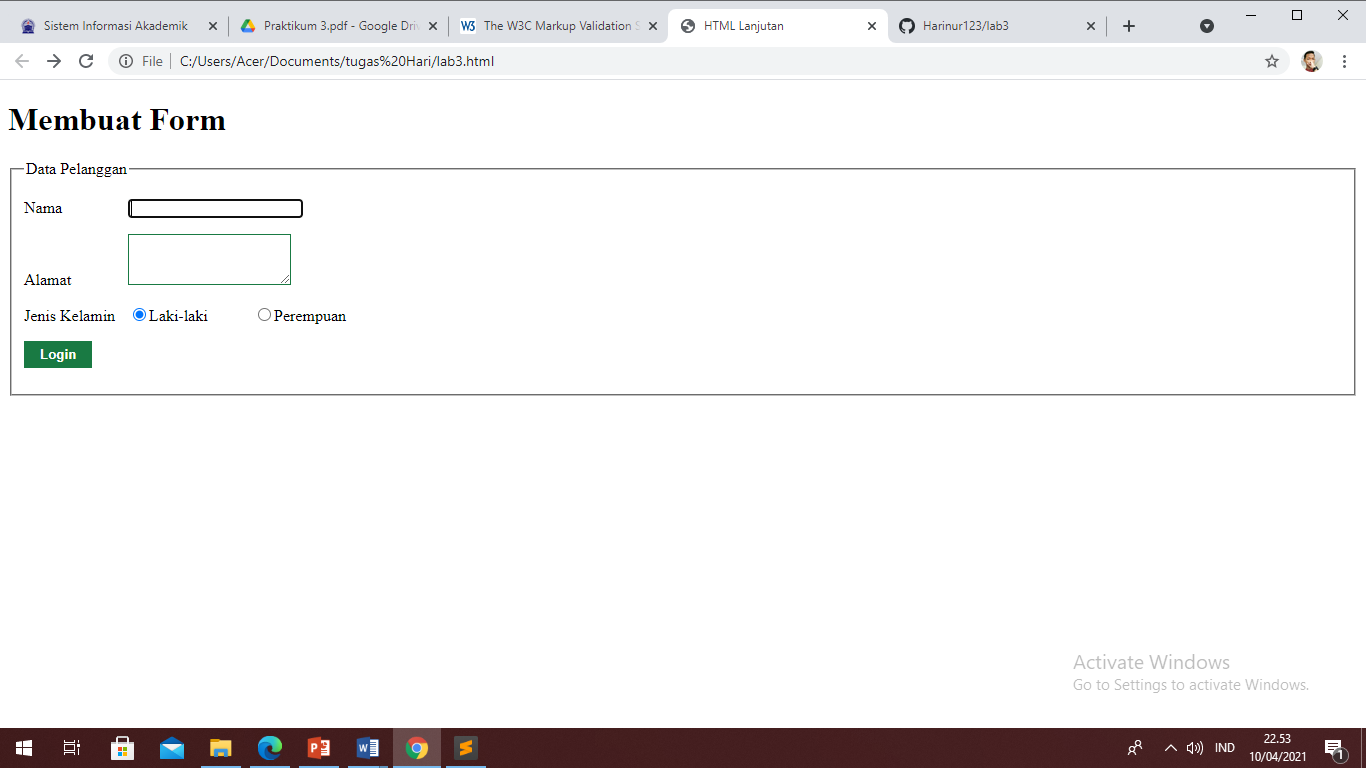 Sistem Informasi Akademik
Praktikum 3.pdf - Google Dri
The W3C Markup Validation S
HTML Lanjutan
Harinur123/lab3
File C:/Users/Acer/Documents/tugas%20Hari/lab3.html
Membuat Form
Data Pelanggan
Nama
Alamat
Jenis Kelamin Laki-laki Perempuan
Login
Activate Windows
Go to Settings to activate Windows.
IND
22.53
10/04/2021
1